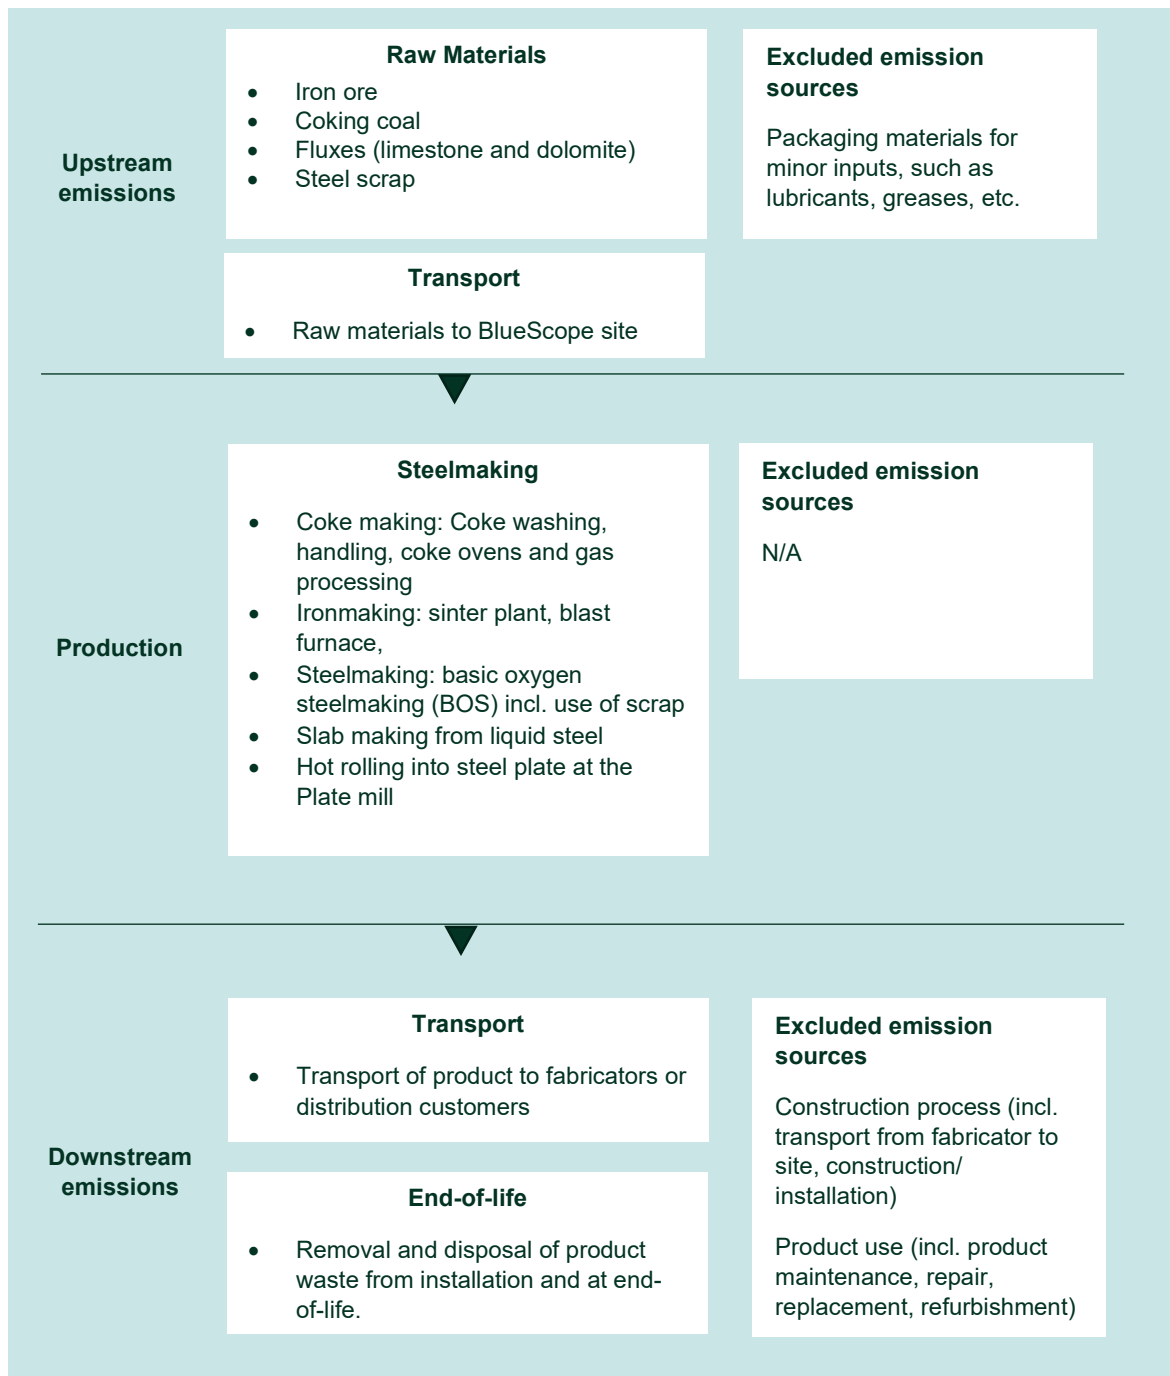 Upstream
emissions
Raw Materials
• Iron ore
• Coking coal
• Fluxes (limestone and dolomite)
• Steel scrap
Excluded emission
sources
Packaging materials for
minor inputs, such as
lubricants, greases, etc.
Transport
• Raw materials to BlueScope site
Production
Steelmaking
• Coke making: Coke washing,
handling, coke ovens and gas
processing
• Ironmaking: sinter plant, blast
furnace,
• Steelmaking: basic oxygen
steelmaking (BOS) incl. use of scrap
• Slab making from liquid steel
• Hot rolling into steel plate at the
Plate mill
Excluded emission
sources
N/A
Downstream
emissions
Transport
• Transport of product to fabricators or
distribution customers
End-of-life
• Removal and disposal of product
waste from installation and at end-
of-life.
Excluded emission
sources
Construction process (incl.
transport from fabricator to
site, construction/
installation)
Product use (incl. product
maintenance, repair,
replacement, refurbishment)